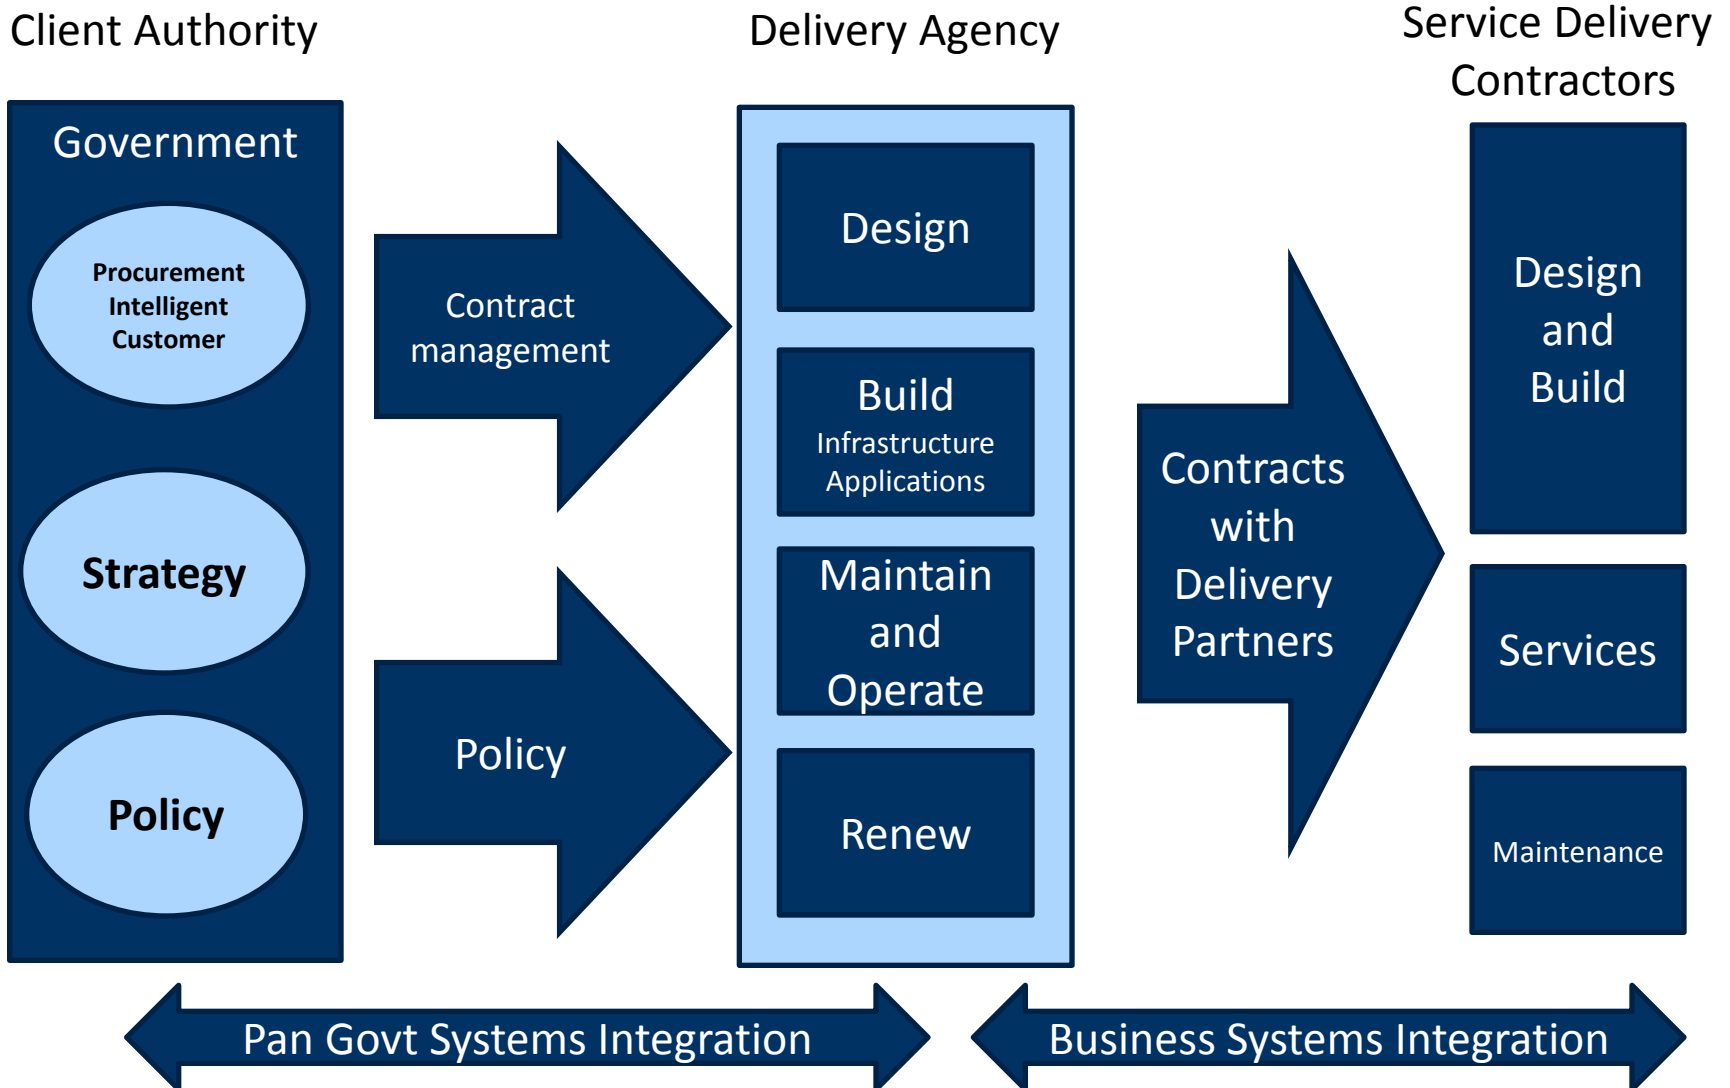 Client Authority
Delivery Agency
Service Delivery
Contractors
Government
Procurement
Intelligent
Customer
Strategy
Policy
Contract
management
Policy
Design
Build
Infrastructure
Applications
Maintain
and
Operate
Renew
Contracts
with
Delivery
Partners
Design
and
Build
Services
Maintenance
Pan Govt Systems Integration
Business Systems Integration